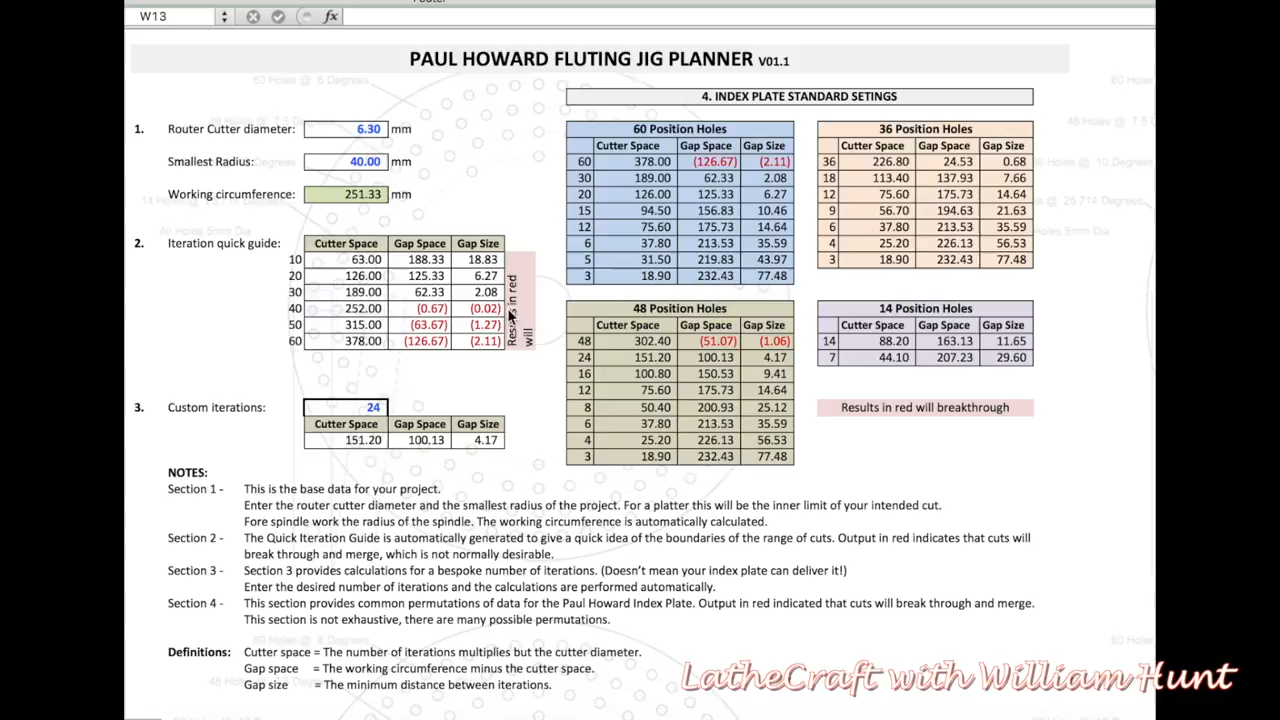 W13
fx
PAUL HOWARD FLUTING JIG PLANNER V01.1
60 Holes @ 6 Degrees
4. INDEX PLATE STANDARD SETINGS
1. Router Cutter diameter: 6.30 mm
Smallest Radius: 40.00 mm
Working circumference: 251.33 mm
2. Iteration quick guide:
Cutter Space Gap Space Gap Size
10 63.00 188.33 18.83
20 126.00 125.33 6.27
30 189.00 62.33 2.08
40 252.00 (0.67) (0.02)
50 315.00 (63.67) (1.27)
60 378.00 (126.67) (2.11)
Results in red
will
3. Custom iterations: 24
Cutter Space Gap Space Gap Size
151.20 100.13 4.17
60 Position Holes
Cutter Space Gap Space Gap Size
60 378.00 (126.67) (2.11)
30 189.00 62.33 2.08
20 126.00 125.33 6.27
15 94.50 156.83 10.46
12 75.60 175.73 14.64
6 37.80 213.53 35.59
5 31.50 219.83 43.97
3 18.90 232.43 77.48
36 Position Holes
Cutter Space Gap Space Gap Size
36 226.80 24.53 0.68
18 113.40 137.93 7.66
12 75.60 175.73 14.64
9 56.70 194.63 21.63
6 37.80 213.53 35.59
4 25.20 226.13 56.53
3 18.90 232.43 77.48
48 Position Holes
Cutter Space Gap Space Gap Size
48 302.40 (51.07) (1.06)
24 151.20 100.13 4.17
16 100.80 150.53 9.41
12 75.60 175.73 14.64
8 50.40 200.93 25.12
6 37.80 213.53 35.59
4 25.20 226.13 56.53
3 18.90 232.43 77.48
14 Position Holes
Cutter Space Gap Space Gap Size
14 88.20 163.13 11.65
7 44.10 207.23 29.60
Results in red will breakthrough
NOTES:
Section 1 - This is the base data for your project.
Enter the router cutter diameter and the smallest radius of the project. For a platter this will be the inner limit of your intended cut.
Fore spindle work the radius of the spindle. The working circumference is automatically calculated.
Section 2 - The Quick Iteration Guide is automatically generated to give a quick idea of the boundaries of the range of cuts. Output in red indicates that cuts will
break through and merge, which is not normally desirable.
Section 3 - Section 3 provides calculations for a bespoke number of iterations. (Doesn't mean your index plate can deliver it!)
Enter the desired number of iterations and the calculations are performed automatically.
Section 4 - This section provides common permutations of data for the Paul Howard Index Plate. Output in red indicated that cuts will break through and merge.
This section is not exhaustive, there are many possible permutations.
60 Holes @ 6 Degrees
Definitions: Cutter space = The number of iterations multiplies but the cutter diameter.
Gap space = The working circumference minus the cutter space.
Gap size = The minimum distance between iterations.
LatheCraft with William Hunt